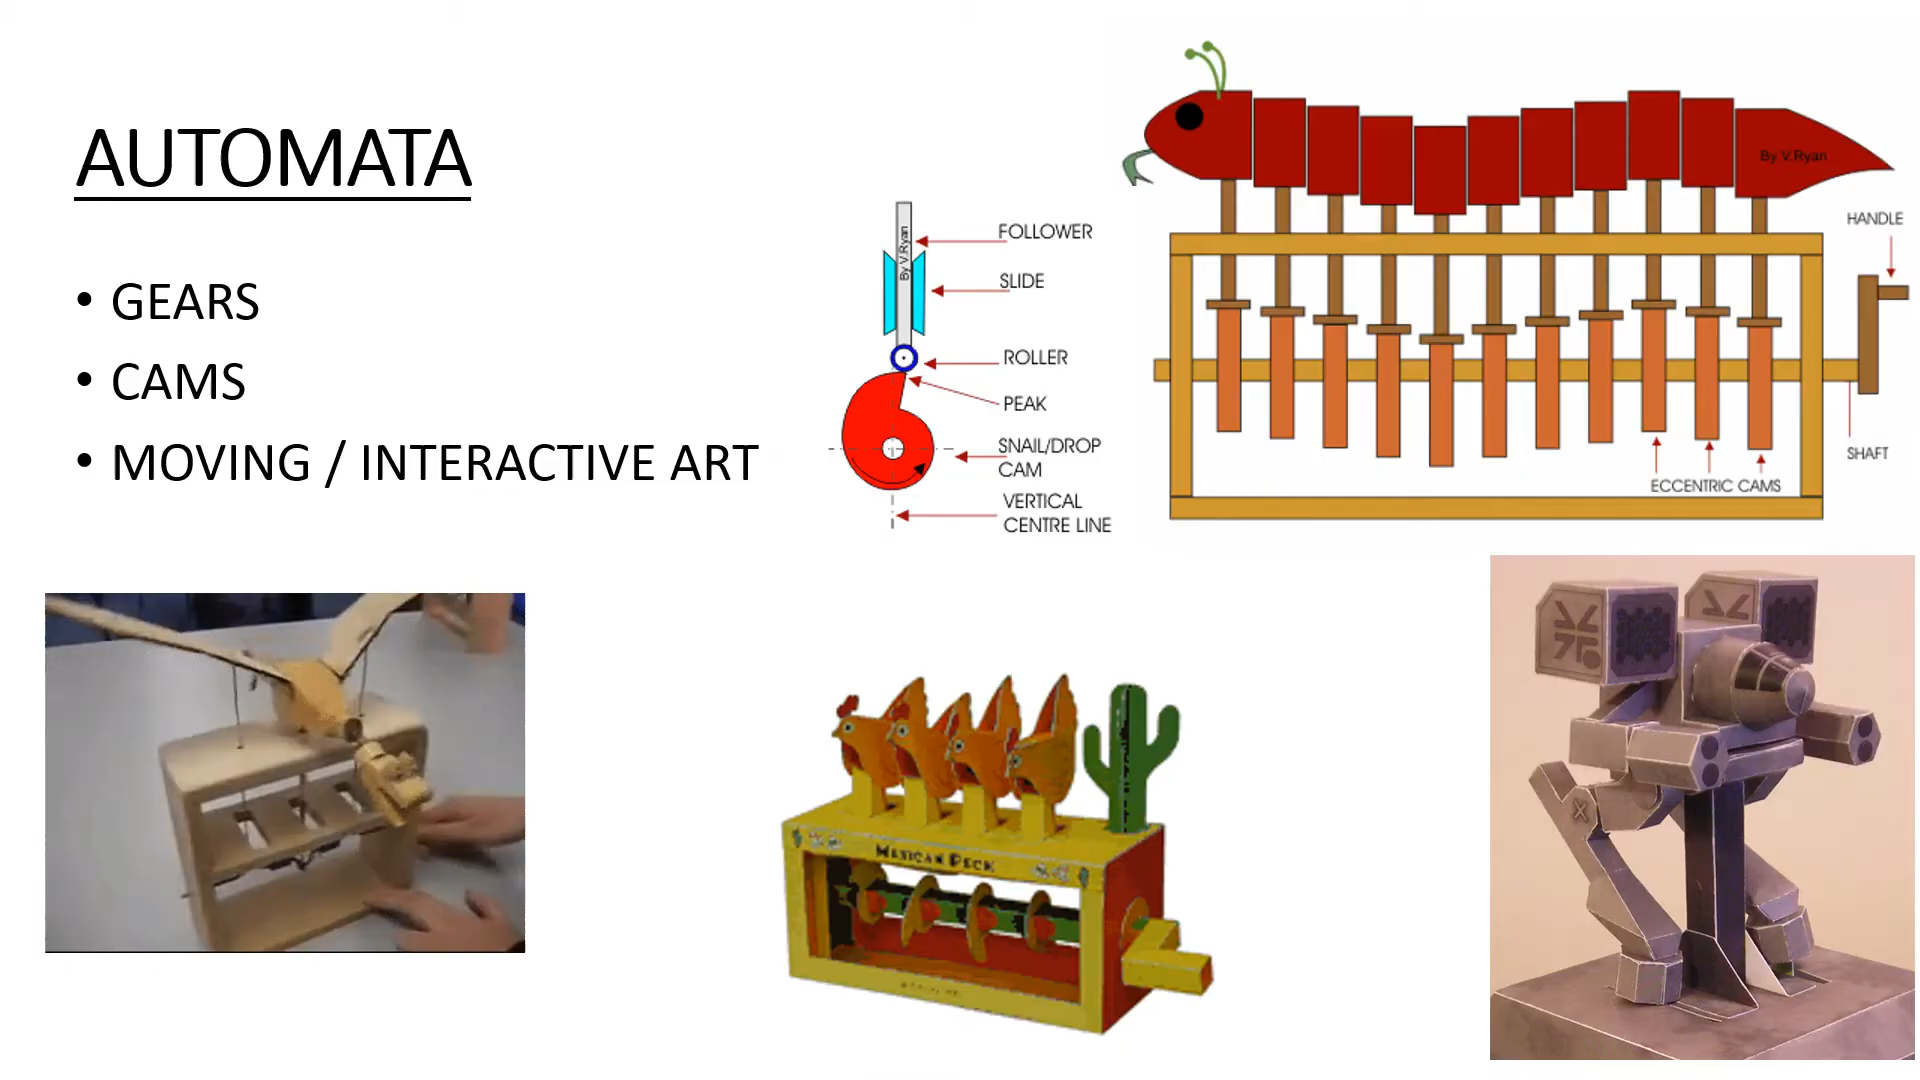 AUTOMATA
• GEARS
• CAMS
• MOVING / INTERACTIVE ART
By V.Ryan
FOLLOWER
SLIDE
ROLLER
PEAK
SNAIL/DROP
CAM
VERTICAL
CENTRE LINE
By V.Ryan
HANDLE
SHAFT
ECCENTRIC CAMS
MEXICAN PECK